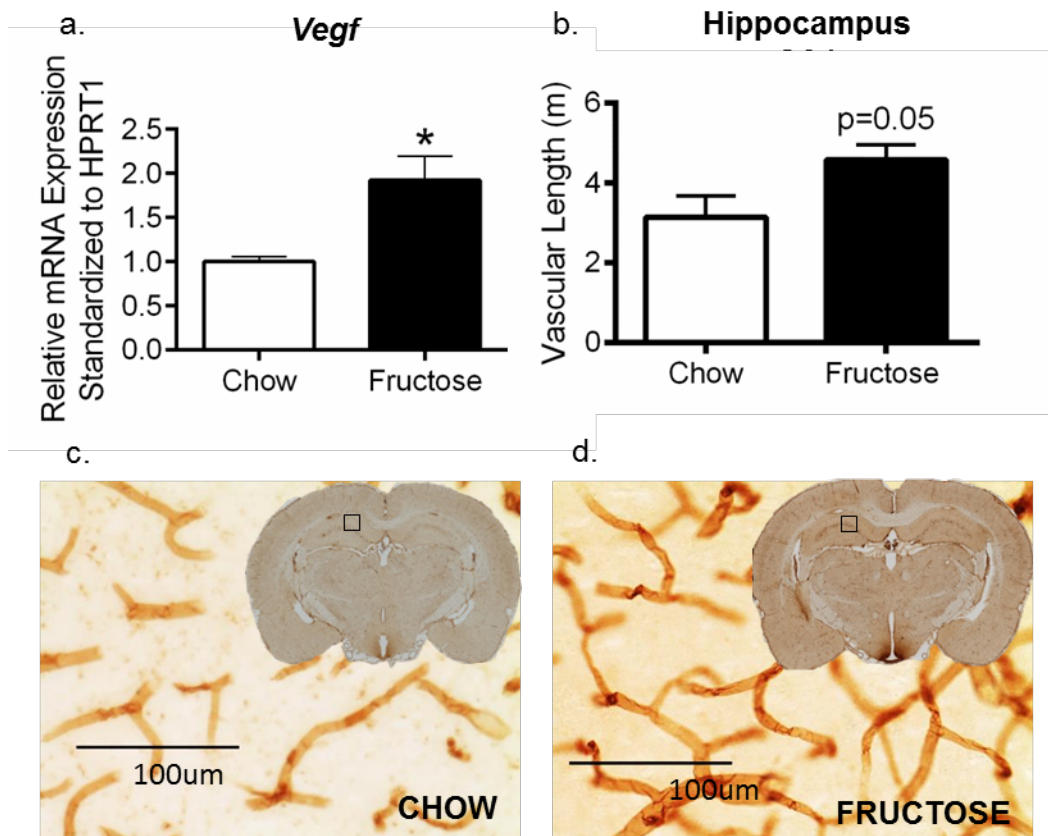 a.
Vegf
Relative mRNA Expression
Standardized to HPRT1
2.5
2.0
1.5
1.0
0.5
0.0
*
Chow Fructose
b.
Hippocampus
Vascular Length (m)
6
4
2
0
p=0.05
Chow Fructose
c.
100um
CHOW
d.
100um
FRUCTOSE